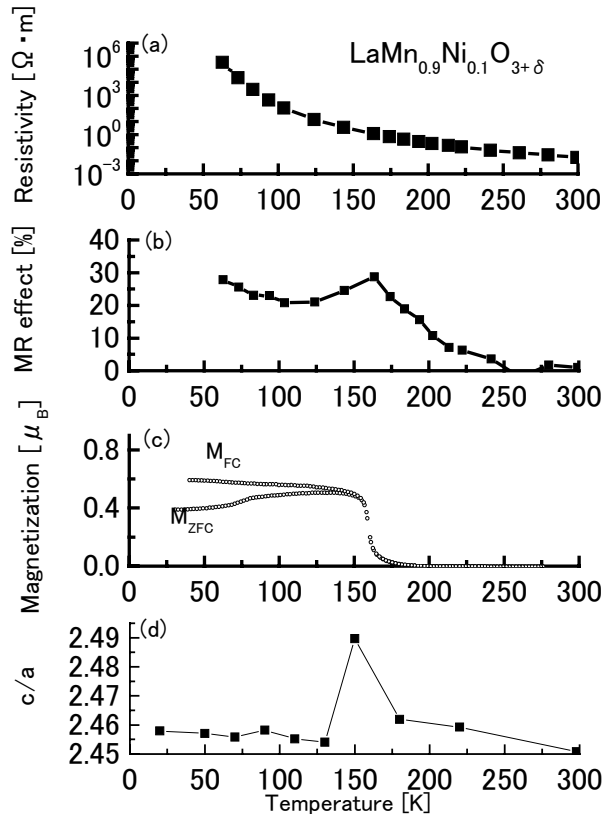 (a)
LaMn0.9Ni0.1O3+δ
Resistivity [Ω・m]
10^6
10^3
10^0
10^-3
0 50 100 150 200 250 300
(b)
MR effect [%]
40
30
20
10
0
0 50 100 150 200 250 300
(c)
Magnetization [μB]
MFC
MZFC
0.8
0.4
0.0
0 50 100 150 200 250 300
(d)
c/a
2.49
2.48
2.47
2.46
2.45
0 50 100 150 200 250 300
Temperature [K]